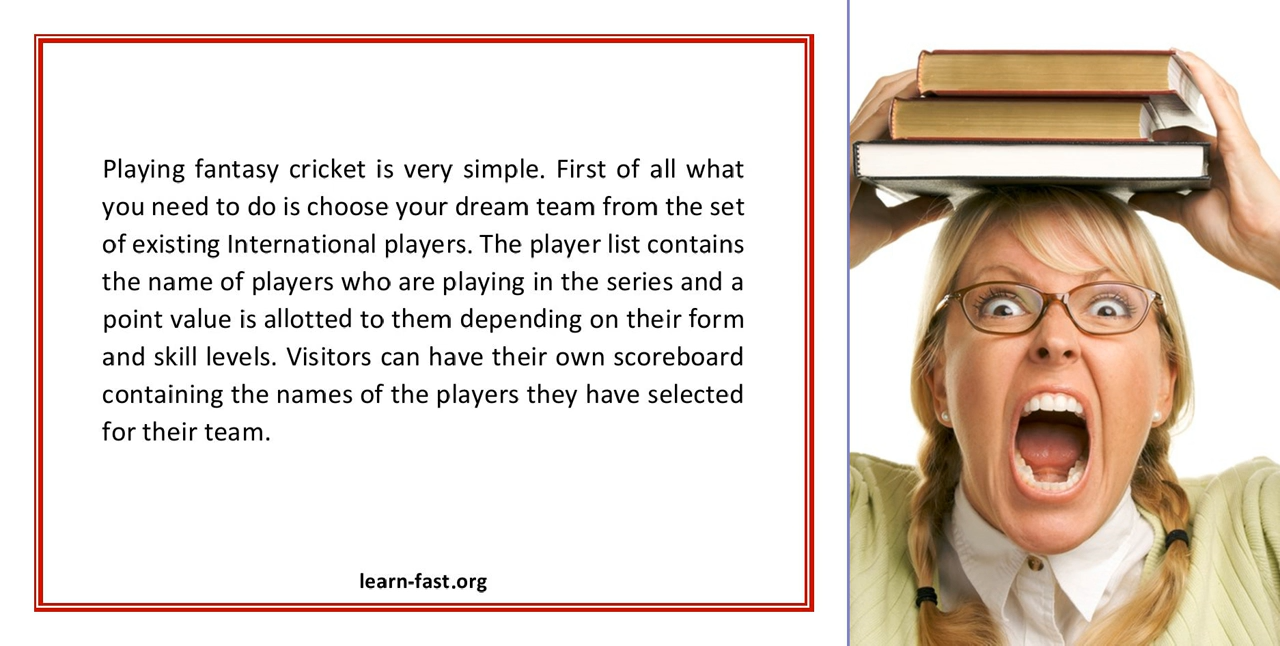 Playing fantasy cricket is very simple. First of all what
you need to do is choose your dream team from the set
of existing International players. The player list contains
the name of players who are playing in the series and a
point value is allotted to them depending on their form
and skill levels. Visitors can have their own scoreboard
containing the names of the players they have selected
for their team.
learn-fast.org